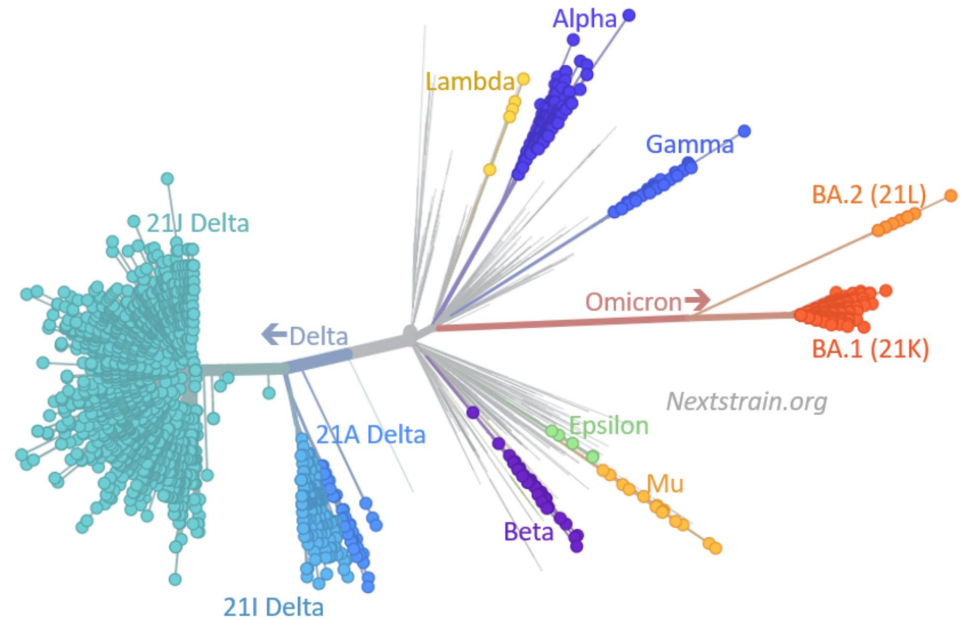 Alpha
Lambda
Gamma
BA.2 (21L)
21J Delta
Omicron→
←Delta
BA.1 (21K)
Nextstrain.org
Epsilon
21A Delta
Mu
Beta
21I Delta